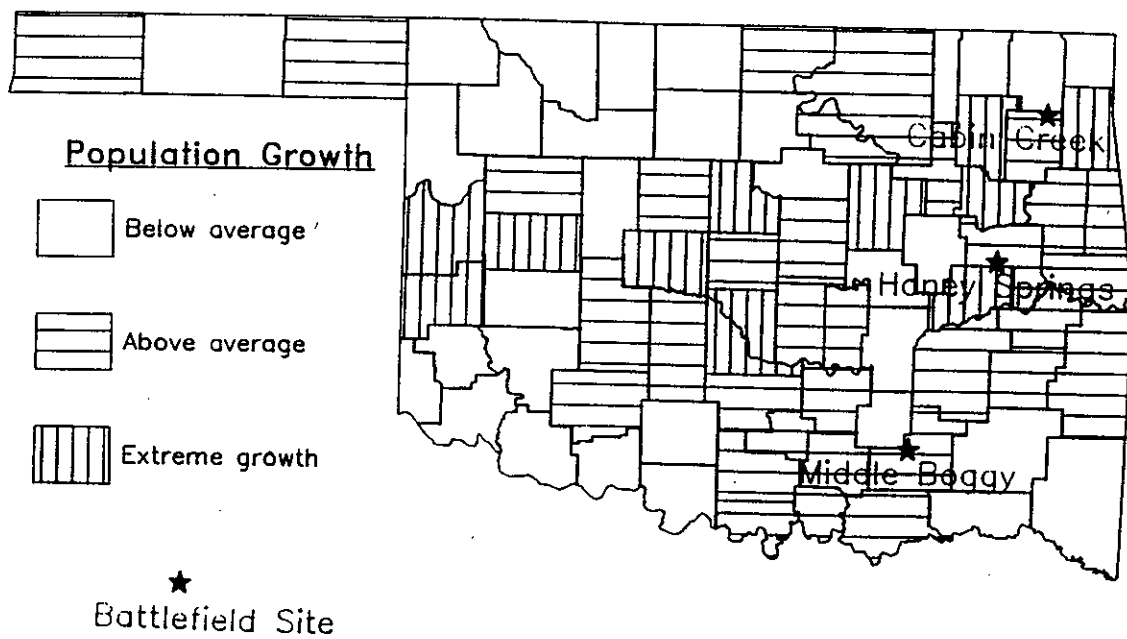 Population Growth
Below average
Above average
Extreme growth
Battlefield Site
Cabin Creek
Honey Springs
Middle Boggy